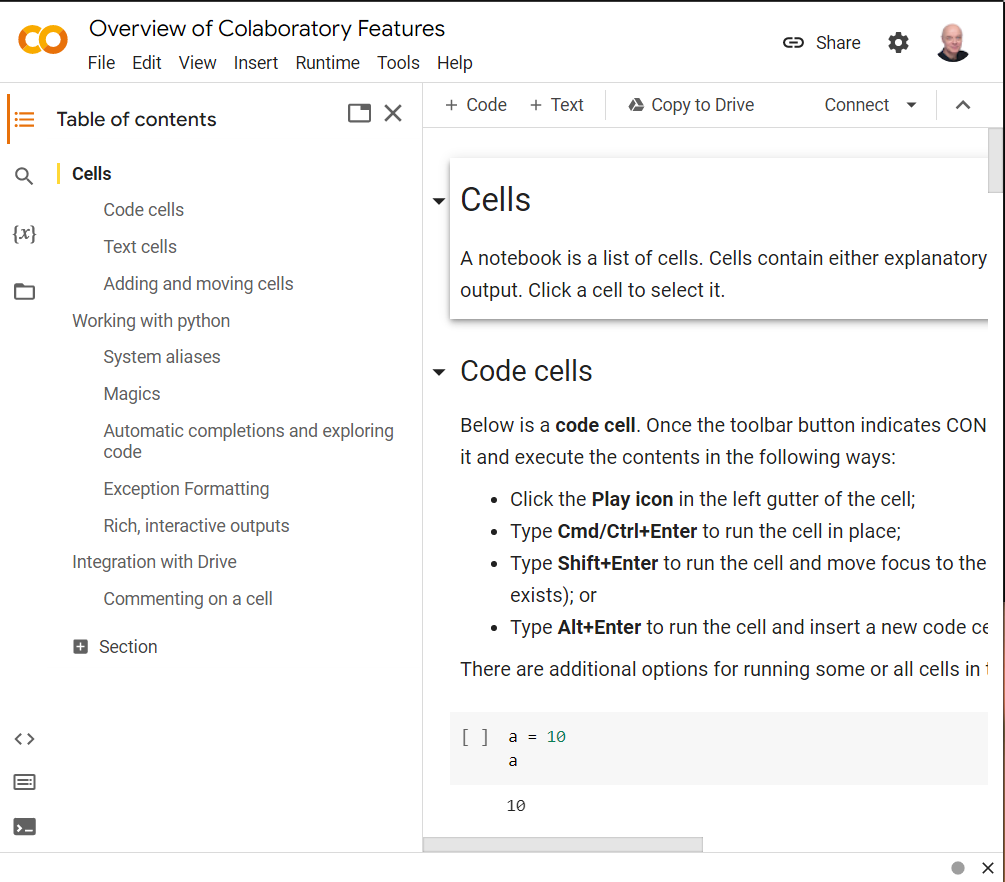 Overview of Colaboratory Features
File Edit View Insert Runtime Tools Help
Share
Table of contents
+ Code + Text Copy to Drive Connect
Cells
Code cells
Text cells
Adding and moving cells
Working with python
System aliases
Magics
Automatic completions and exploring
code
Exception Formatting
Rich, interactive outputs
Integration with Drive
Commenting on a cell
Section
{x}
Cells
A notebook is a list of cells. Cells contain either explanatory
output. Click a cell to select it.
Code cells
Below is a code cell. Once the toolbar button indicates CON
it and execute the contents in the following ways:
• Click the Play icon in the left gutter of the cell;
• Type Cmd/Ctrl+Enter to run the cell in place;
• Type Shift+Enter to run the cell and move focus to the
exists); or
• Type Alt+Enter to run the cell and insert a new code ce
There are additional options for running some or all cells in
[ ] a = 10
a
10